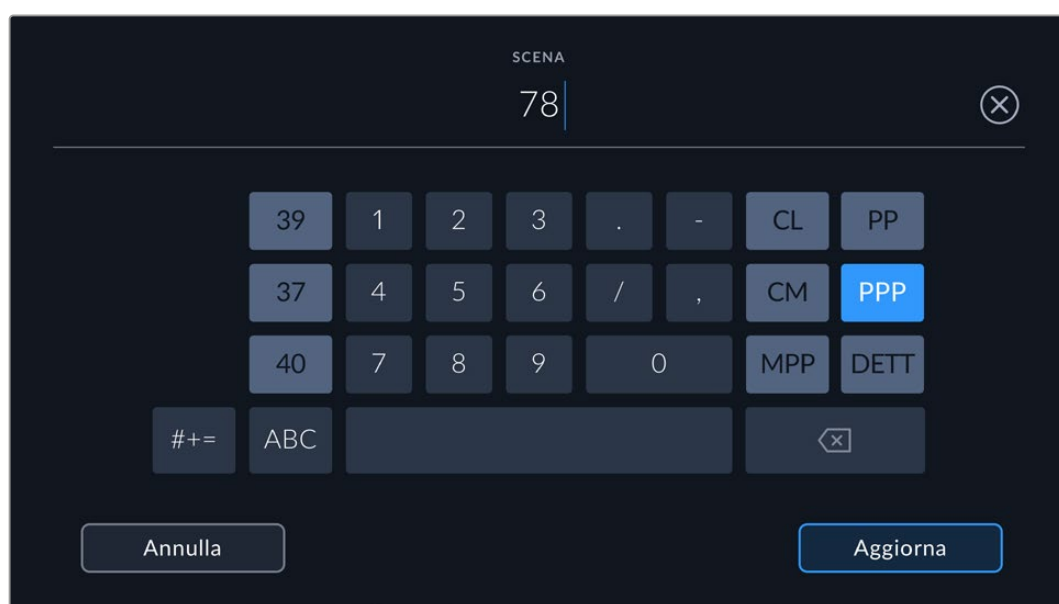 SCENA
78
39 1 2 3 . - CL PP
37 4 5 6 / , CM PPP
40 7 8 9 0 MPP DETT
#+= ABC
Annulla Aggiorna